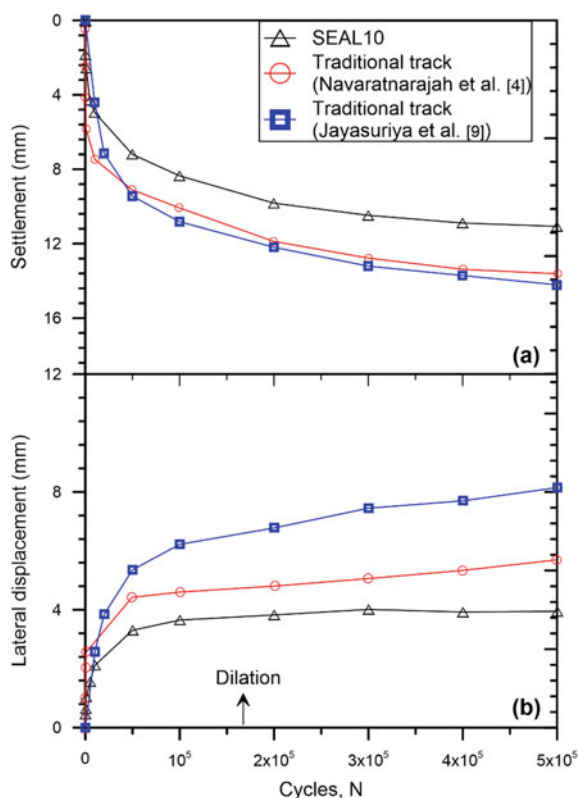 0
4
8
12
16
Settlement (mm)
SEAL10
Traditional track
(Navaratnarajah et al. [4])
Traditional track
(Jayasuriya et al. [9])
(a)
12
8
4
0
Lateral displacement (mm)
Dilation
(b)
0 10⁵ 2x10⁵ 3x10⁵ 4x10⁵ 5x10⁵
Cycles, N